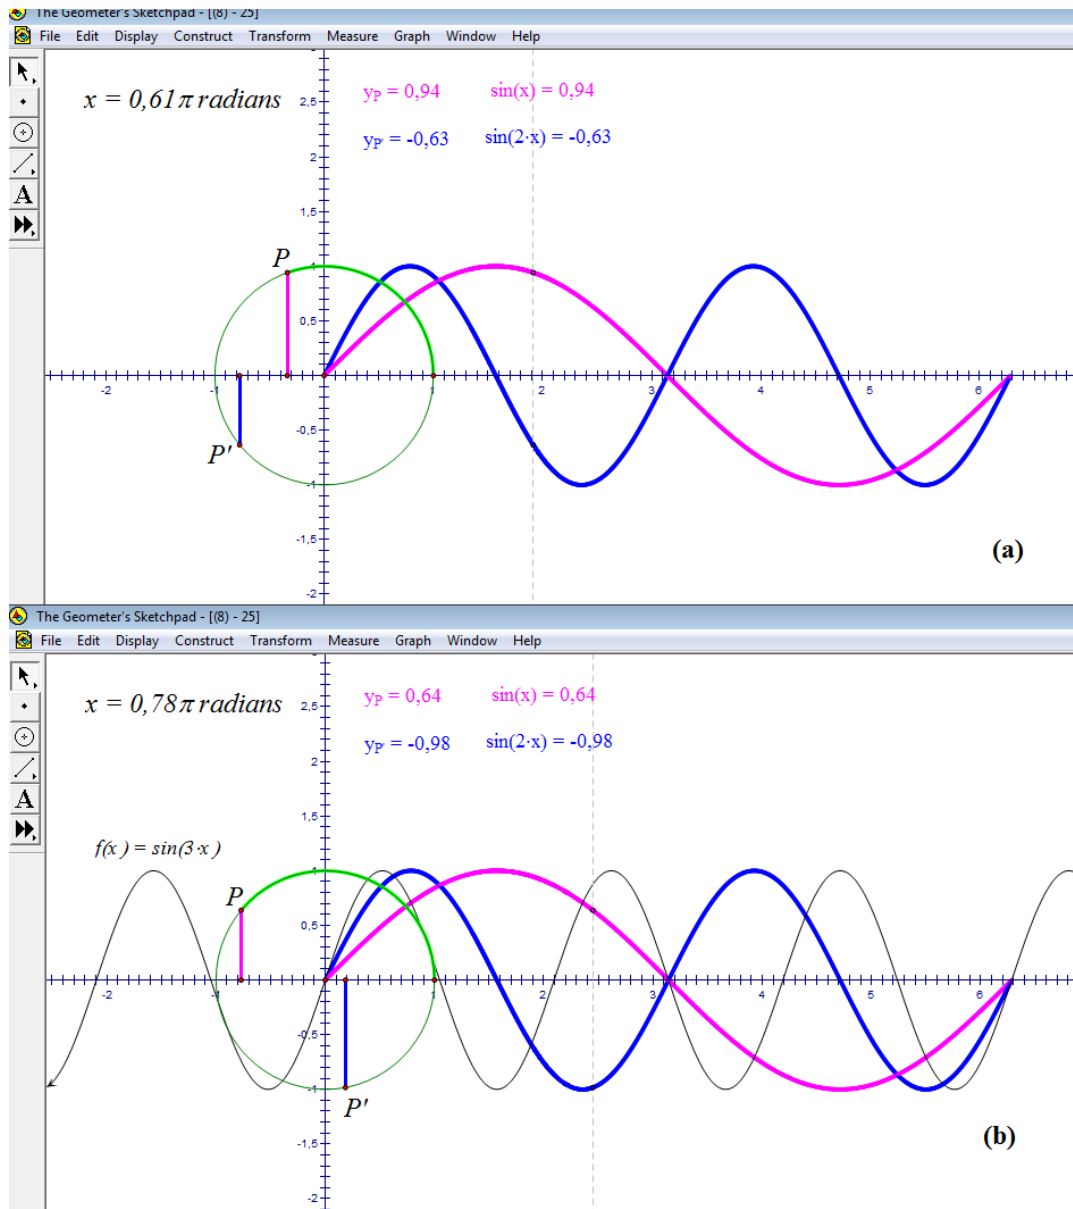 The Geometer's Sketchpad - [(8) - 25]
File Edit Display Construct Transform Measure Graph Window Help
x = 0,61π radians
yP = 0,94 sin(x) = 0,94
yP' = -0,63 sin(2·x) = -0,63
A
2,5
2
1,5
1
0,5
-0,5
-1
-1,5
-2
-2 -1 1 2 3 4 5 6
P
P'
(a)
The Geometer's Sketchpad - [(8) - 25]
File Edit Display Construct Transform Measure Graph Window Help
x = 0,78π radians
yP = 0,64 sin(x) = 0,64
yP' = -0,98 sin(2·x) = -0,98
A
f(x) = sin(3·x)
2,5
2
1,5
1
0,5
-0,5
-1
-1,5
-2
-2 -1 1 2 3 4 5 6
P
P'
(b)